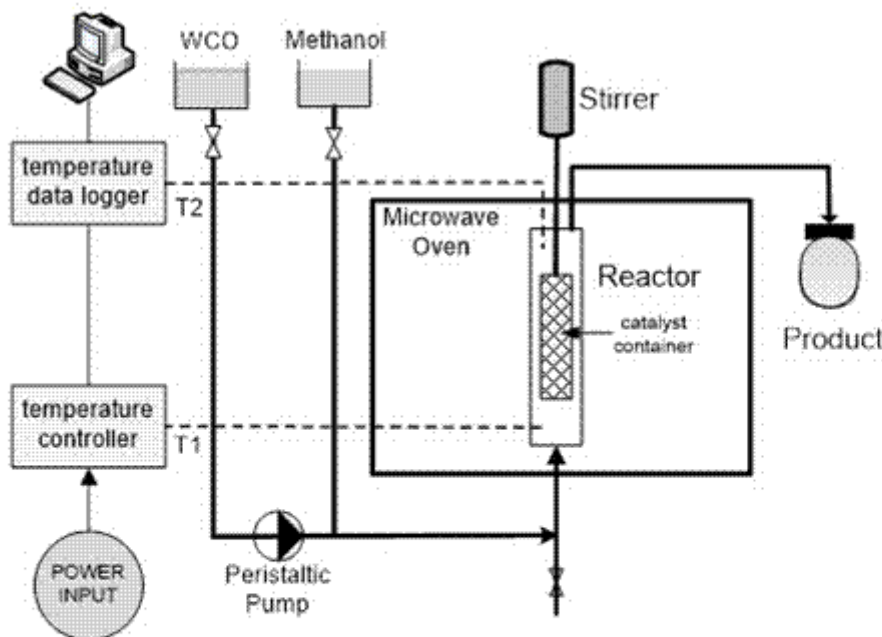 WCO
Methanol
Stirrer
temperature
data logger
T2
Microwave
Oven
Reactor
catalyst
container
Product
temperature
controller
T1
POWER
INPUT
Peristaltic
Pump